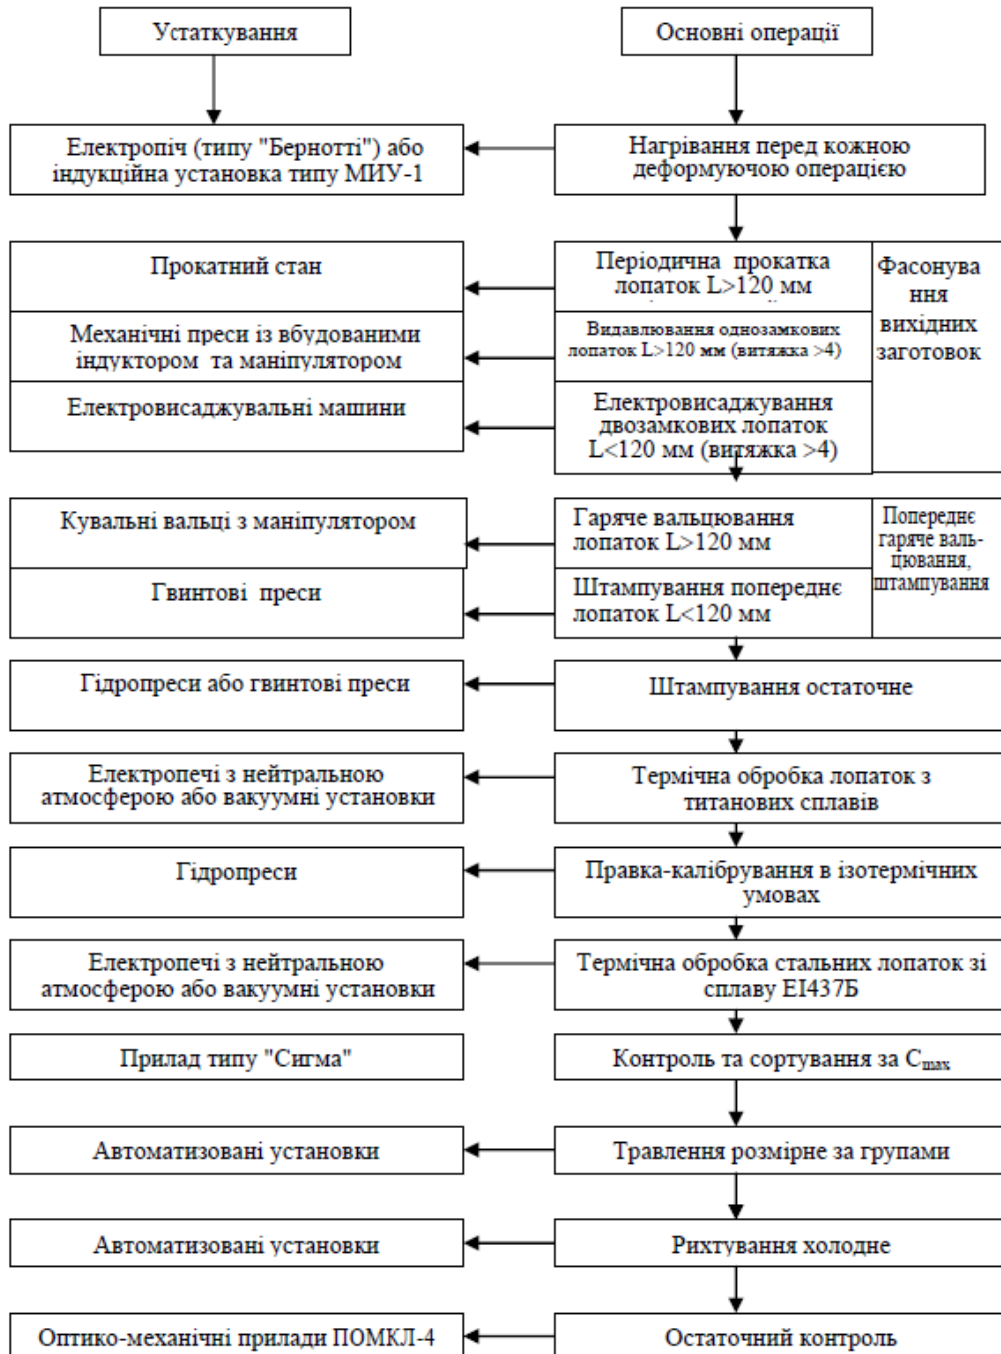 Устаткування
Основні операції
Електропіч (типу "Бернотті") або
індукційна установка типу МИУ-1
Нагрівання перед кожною
деформуючою операцією
Прокатний стан
Періодична прокатка
лопаток L>120 мм
Фасонува
ння
вихідних
заготовок
Механічні преси із вбудованими
індуктором та маніпулятором
Видавлювання однозамкових
лопаток L>120 мм (витяжка >4)
Електровисаджувальні машини
Електровисаджування
двозамкових лопаток
L<120 мм (витяжка >4)
Кувальні вальці з маніпулятором
Гаряче вальцювання
лопаток L>120 мм
Попереднє
гаряче валь-
цювання,
штампування
Гвинтові преси
Штампування попереднє
лопаток L<120 мм
Гідропреси або гвинтові преси
Штампування остаточне
Електропечі з нейтральною
атмосферою або вакуумні установки
Термічна обробка лопаток з
титанових сплавів
Гідропреси
Правка-калібрування в ізотермічних
умовах
Електропечі з нейтральною
атмосферою або вакуумні установки
Термічна обробка стальних лопаток зі
сплаву ЕІ437Б
Прилад типу "Сигма"
Контроль та сортування за Cmax
Автоматизовані установки
Травлення розмірне за групами
Автоматизовані установки
Рихтування холодне
Оптико-механічні прилади ПОМКЛ-4
Остаточний контроль